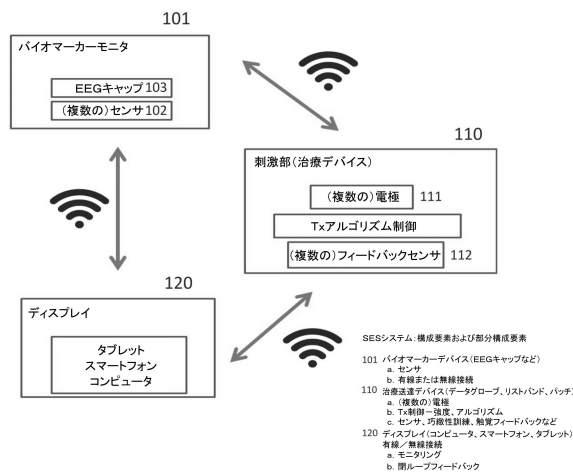 101
バイオマーカーモニタ
EEGキャップ103
(複数の)センサ102
110
刺激部(治療デバイス)
(複数の)電極
111
Txアルゴリズム制御
(複数の)フィードバックセンサ
112
120
ディスプレイ
タブレット
スマートフォン
コンピュータ
SESシステム:構成要素および部分構成要素
101 バイオマーカーデバイス(EEGキャップなど)
a. センサ
b. 有線または無線接続
110 治療送達デバイス(データグローブ、リストバンド、パッチ)
a. (複数の)電極
b. Tx制御-強度、アルゴリズム
c. センサ、巧緻性訓練、触覚フィードバックなど
120 ディスプレイ(コンピュータ、スマートフォン、タブレット)
有線/無線接続
a. モニタリング
b. 閉ループフィードバック